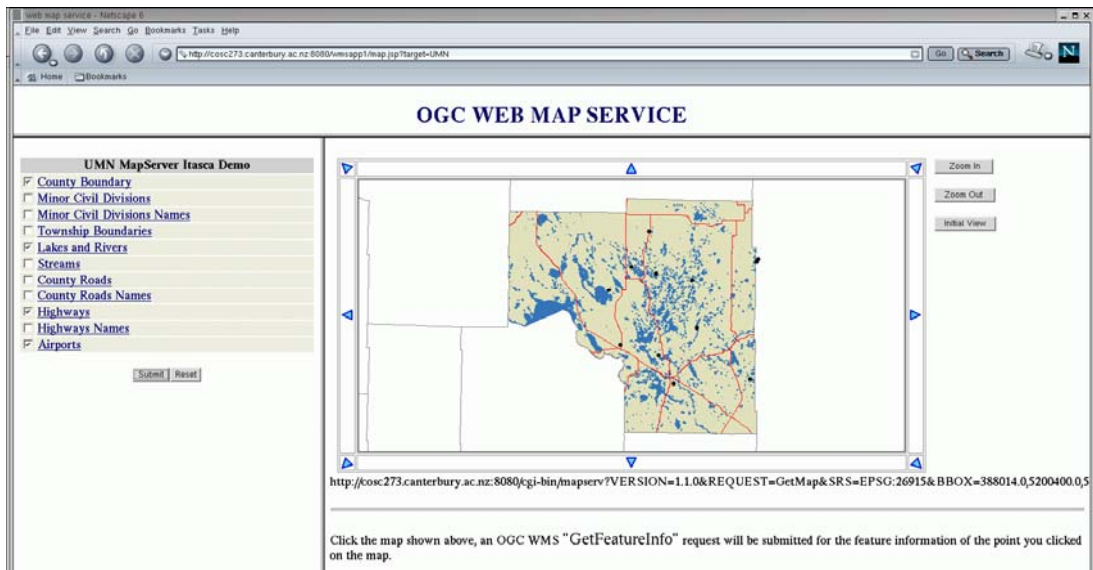 web map service - Netscape 6
File Edit View Search Go Bookmarks Tasks Help
http://cosc273.canterbury.ac.nz:8080/wmsapp1/map.jsp?target=UMN
Go Search N
Home Bookmarks
OGC WEB MAP SERVICE
UMN MapServer Itasca Demo
County Boundary
Minor Civil Divisions
Minor Civil Divisions Names
Township Boundaries
Lakes and Rivers
Streams
County Roads
County Roads Names
Highways
Highways Names
Airports
Submit Reset
Zoom In
Zoom Out
Initial View
http://cosc273.canterbury.ac.nz:8080/cgi-bin/mapserv?VERSION=1.1.0&REQUEST=GetMap&SRS=EPSG:26915&BBOX=388014.0,5200400.0,5
Click the map shown above, an OGC WMS "GetFeatureInfo" request will be submitted for the feature information of the point you clicked
on the map.